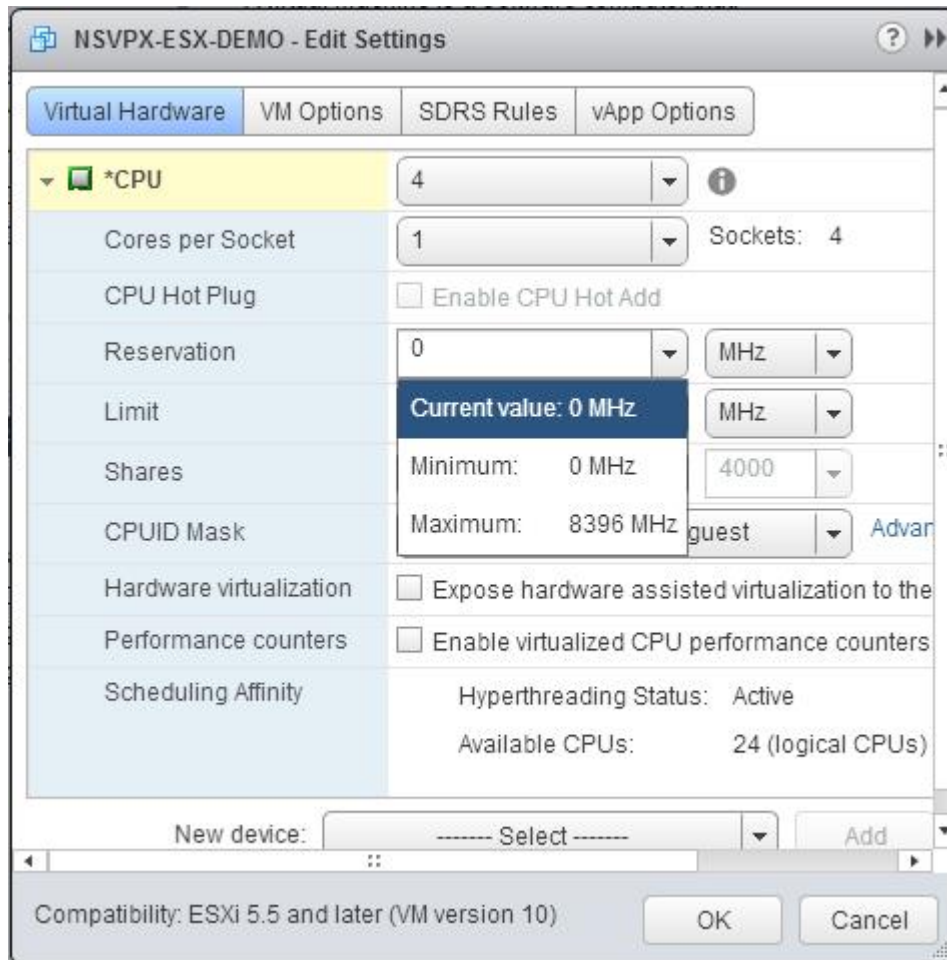 NSVPX-ESX-DEMO - Edit Settings ?
Virtual Hardware VM Options SDRS Rules vApp Options
*CPU 4
Cores per Socket 1 Sockets: 4
CPU Hot Plug Enable CPU Hot Add
Reservation 0 MHz
Current value: 0 MHz
Limit MHz
Minimum: 0 MHz
Shares 4000
Maximum: 8396 MHz
CPUID Mask guest Advan
Hardware virtualization Expose hardware assisted virtualization to the
Performance counters Enable virtualized CPU performance counters
Scheduling Affinity Hyperthreading Status: Active
Available CPUs: 24 (logical CPUs)
New device: ------- Select ------- Add
Compatibility: ESXi 5.5 and later (VM version 10) OK Cancel